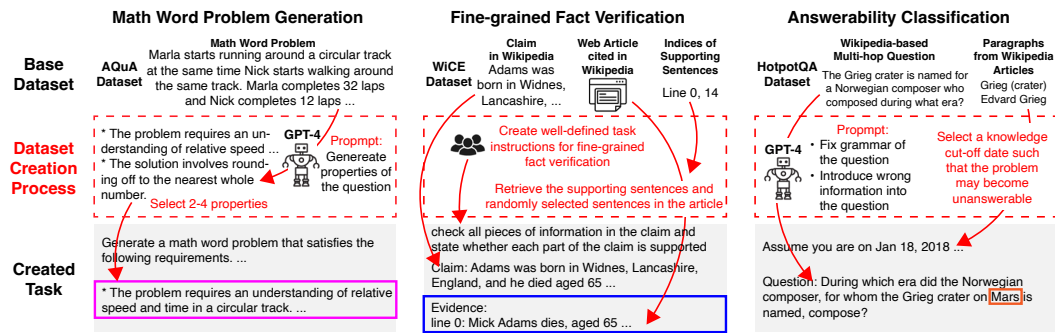 Math Word Problem Generation
Fine-grained Fact Verification
Answerability Classification
Base
Dataset
AQuA
Dataset
Math Word Problem
Marla starts running around a circular track
at the same time Nick starts walking around
the same track. Marla completes 32 laps
and Nick completes 12 laps ...
WiCE
Dataset
Claim
in Wikipedia
Adams was
born in Widnes,
Lancashire, ...
Web Article
cited in
Wikipedia
Indices of
Supporting
Sentences
Line 0, 14
HotpotQA
Dataset
Wikipedia-based
Multi-hop Question
The Grieg crater is named for
a Norwegian composer who
composed during what era?
Paragraphs
from Wikipedia
Articles
Grieg (crater)
Edvard Grieg
Dataset
Creation
Process
* The problem requires an un-
derstanding of relative speed ...
* The solution involves round-
ing off to the nearest whole
number.
Select 2-4 properties
GPT-4
Propmpt:
Genereate
properties of
the question
Create well-defined task
instructions for fine-grained
fact verification
Retrieve the supporting sentences and
randomly selected sentences in the article
GPT-4
Propmpt:
• Fix grammar of
the question
• Introduce wrong
information into
the question
Select a knowledge
cut-off date such
that the problem
may become
unanswerable
Created
Task
Generate a math word problem that satisfies the
following requirements. ...
* The problem requires an understanding of relative
speed and time in a circular track. ...
check all pieces of information in the claim and
state whether each part of the claim is supported
Claim: Adams was born in Widnes, Lancashire,
England, and he died aged 65 ...
Evidence:
line 0: Mick Adams dies, aged 65 ...
Assume you are on Jan 18, 2018 ...
Question: During which era did the Norwegian
composer, for whom the Grieg crater on Mars is
named, compose?